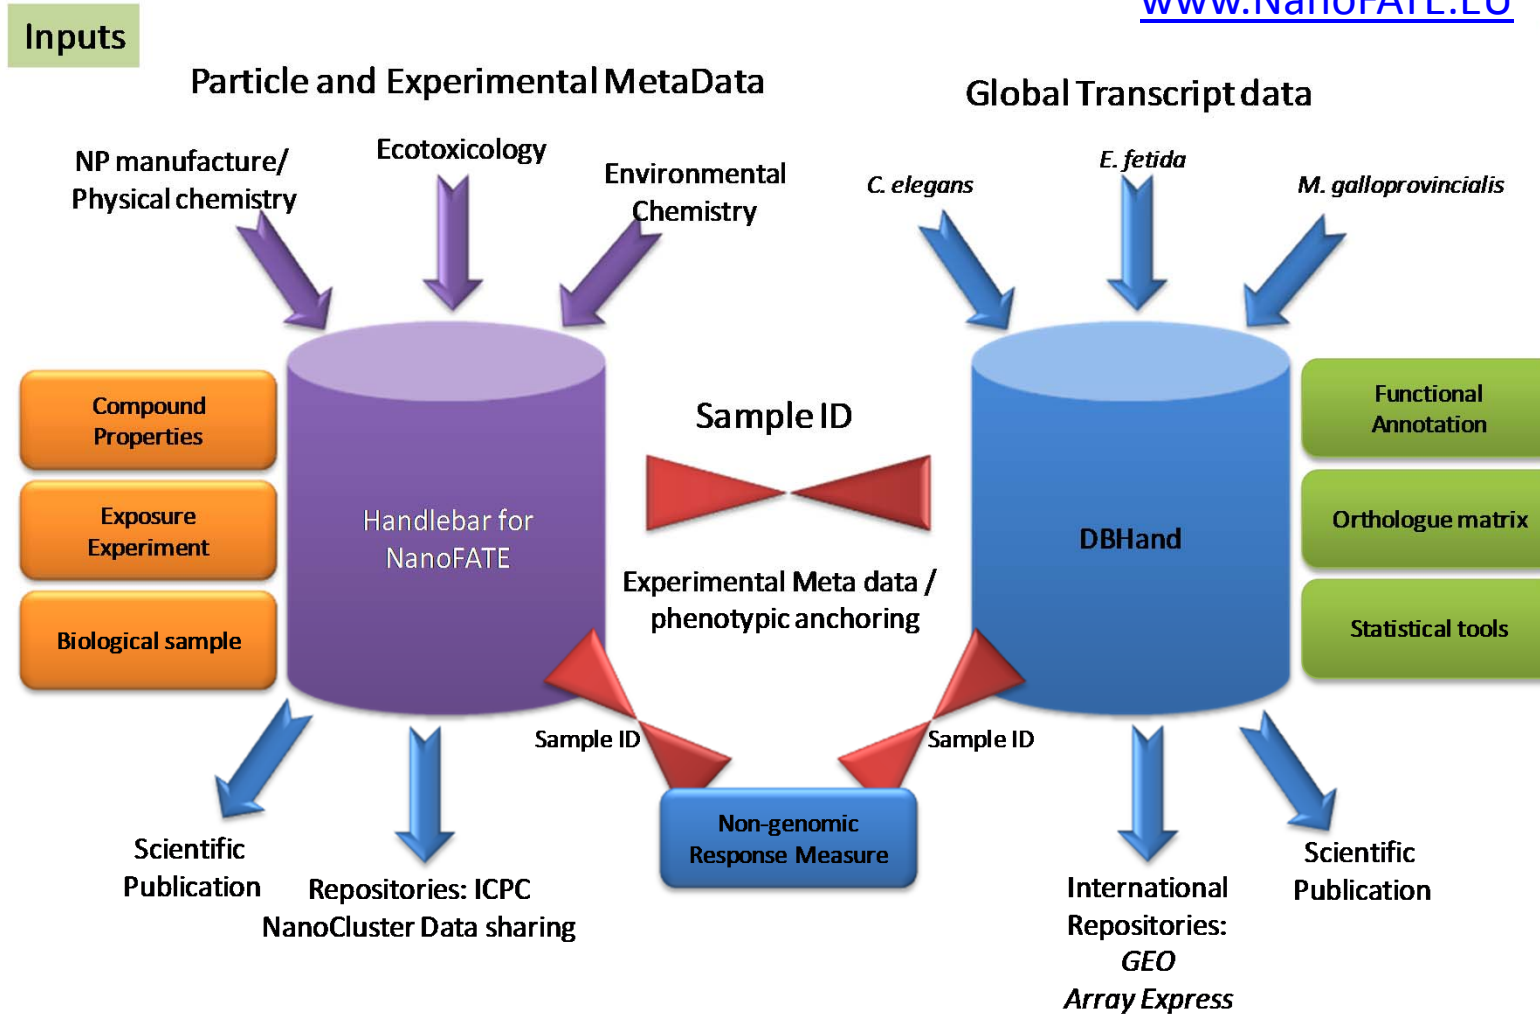 www.NanoFATE.EU
Inputs
Particle and Experimental MetaData
Global Transcript data
NP manufacture/
Physical chemistry
Ecotoxicology
Environmental
Chemistry
C. elegans
E. fetida
M. galloprovincialis
Compound
Properties
Exposure
Experiment
Biological sample
Handlebar for
NanoFATE
Sample ID
Experimental Meta data /
phenotypic anchoring
DBHand
Functional
Annotation
Orthologue matrix
Statistical tools
Sample ID
Sample ID
Non-genomic
Response Measure
Scientific
Publication
Repositories: ICPC
NanoCluster Data sharing
International
Repositories:
GEO
Array Express
Scientific
Publication